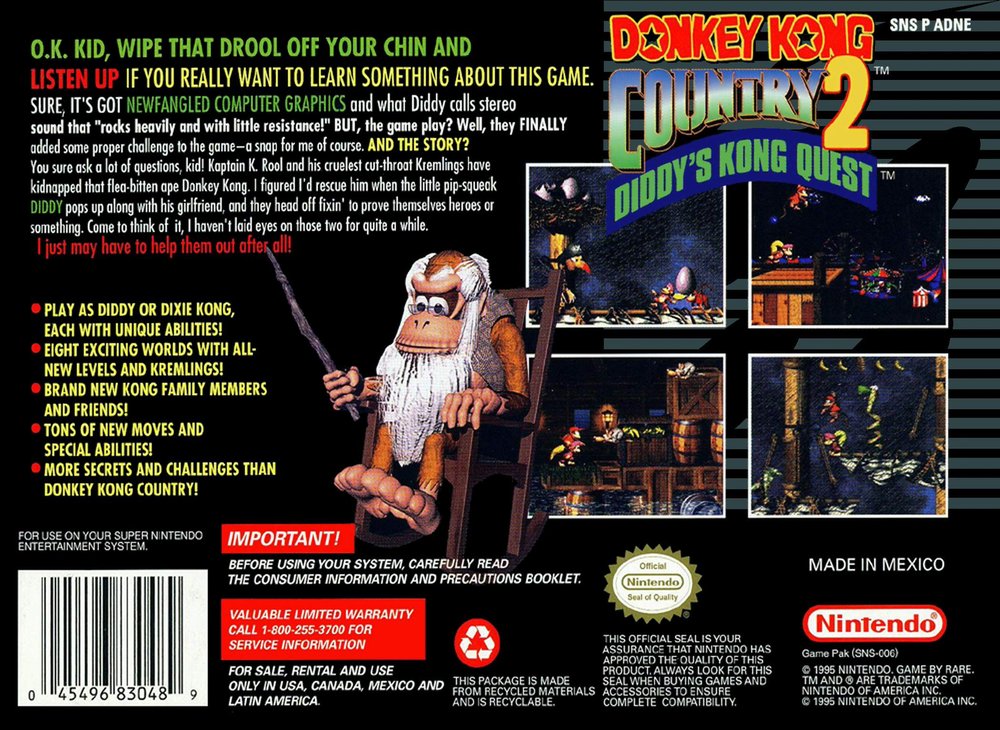 O.K. KID, WIPE THAT DROOL OFF YOUR CHIN AND
LISTEN UP IF YOU REALLY WANT TO LEARN SOMETHING ABOUT THIS GAME.
SURE, IT'S GOT NEWFANGLED COMPUTER GRAPHICS and what Diddy calls stereo
sound that "rocks heavily and with little resistance!" BUT, the game play? Well, they FINALLY
added some proper challenge to the game—a snap for me of course. AND THE STORY?
You sure ask a lot of questions, kid! Kaptain K. Rool and his cruelest cut-throat Kremlings have
kidnapped that flea-bitten ape Donkey Kong. I figured I'd rescue him when the little pip-squeak
DIDDY pops up along with his girlfriend, and they head off fixin' to prove themselves heroes or
something. Come to think of it, I haven't laid eyes on those two for quite a while.
I just may have to help them out after all!
DONKEY KONG
COUNTRY 2 TM
DIDDY'S KONG QUEST TM
SNS P ADNE
• PLAY AS DIDDY OR DIXIE KONG,
EACH WITH UNIQUE ABILITIES!
• EIGHT EXCITING WORLDS WITH ALL-
NEW LEVELS AND KREMLINGS!
• BRAND NEW KONG FAMILY MEMBERS
AND FRIENDS!
• TONS OF NEW MOVES AND
SPECIAL ABILITIES!
• MORE SECRETS AND CHALLENGES THAN
DONKEY KONG COUNTRY!
FOR USE ON YOUR SUPER NINTENDO
ENTERTAINMENT SYSTEM.
0 45496 83048 9
IMPORTANT!
BEFORE USING YOUR SYSTEM, CAREFULLY READ
THE CONSUMER INFORMATION AND PRECAUTIONS BOOKLET.
VALUABLE LIMITED WARRANTY
CALL 1-800-255-3700 FOR
SERVICE INFORMATION
FOR SALE, RENTAL AND USE
ONLY IN USA, CANADA, MEXICO AND
LATIN AMERICA.
THIS PACKAGE IS MADE
FROM RECYCLED MATERIALS
AND IS RECYCLABLE.
Official
Nintendo
Seal of Quality
®
THIS OFFICIAL SEAL IS YOUR
ASSURANCE THAT NINTENDO HAS
APPROVED THE QUALITY OF THIS
PRODUCT. ALWAYS LOOK FOR THIS
SEAL WHEN BUYING GAMES AND
ACCESSORIES TO ENSURE
COMPLETE COMPATIBILITY.
MADE IN MEXICO
Nintendo®
Game Pak (SNS-006)
© 1995 NINTENDO. GAME BY RARE.
TM AND ® ARE TRADEMARKS OF
NINTENDO OF AMERICA INC.
© 1995 NINTENDO OF AMERICA INC.